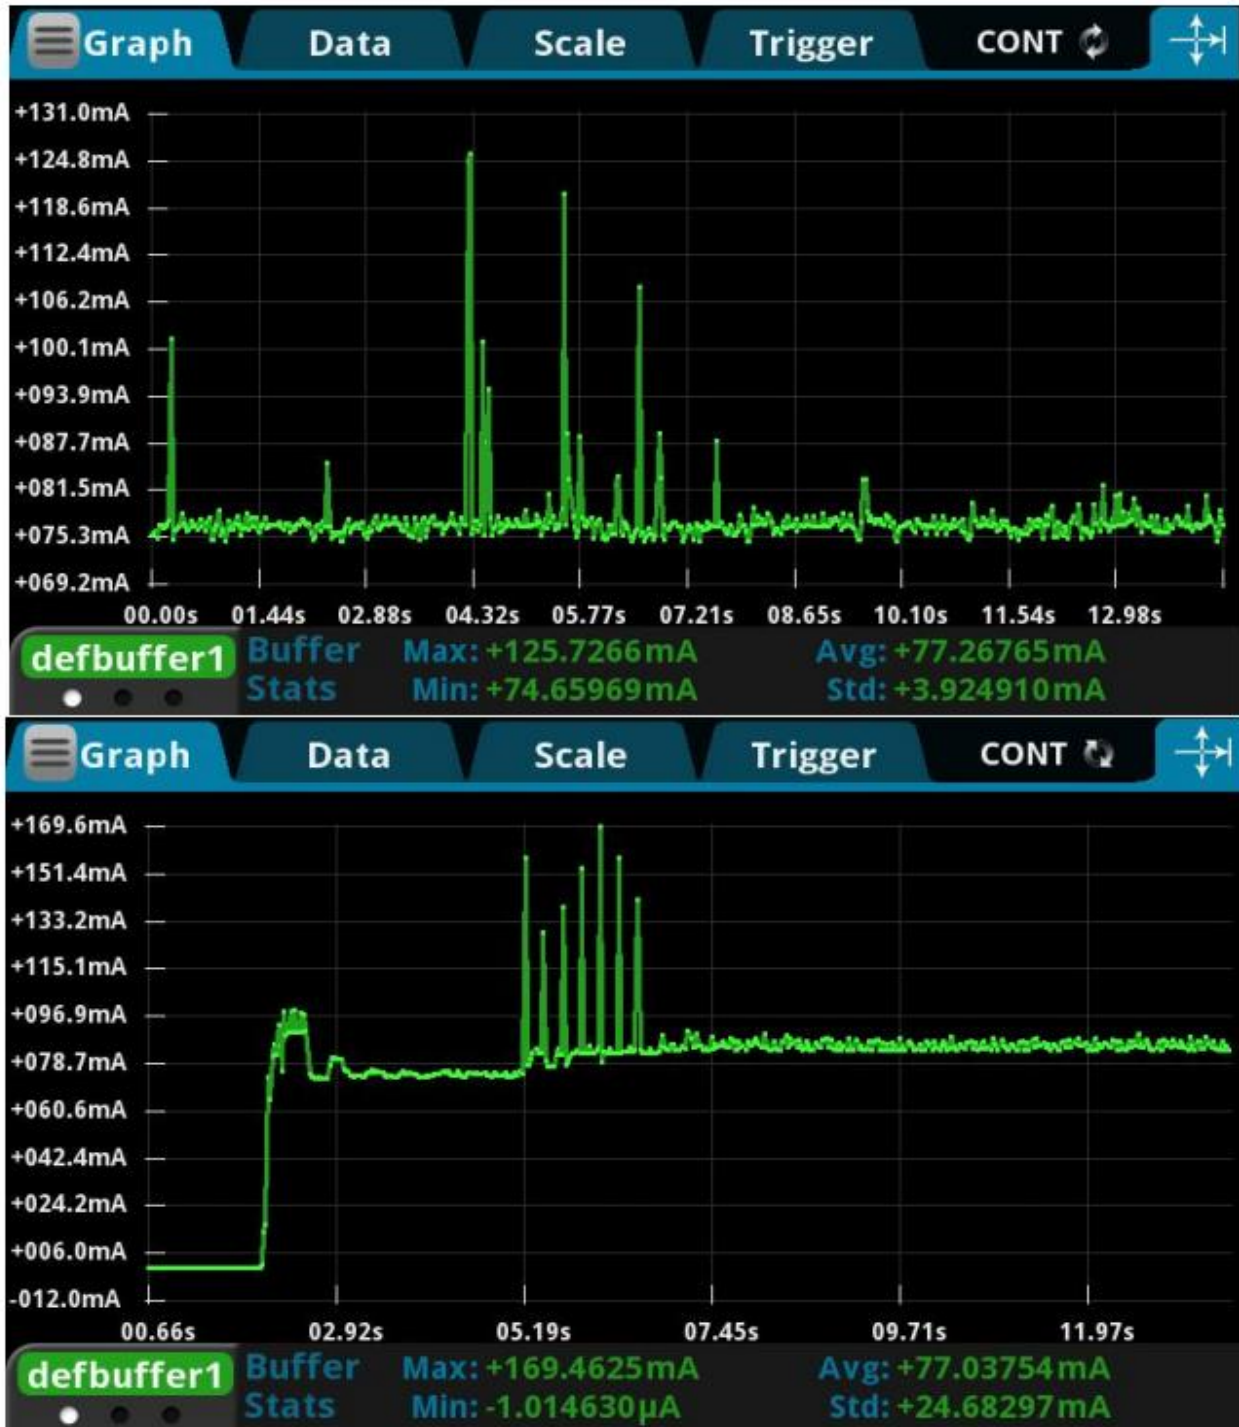 Graph Data Scale Trigger CONT
+131.0mA
+124.8mA
+118.6mA
+112.4mA
+106.2mA
+100.1mA
+093.9mA
+087.7mA
+081.5mA
+075.3mA
+069.2mA
00.00s 01.44s 02.88s 04.32s 05.77s 07.21s 08.65s 10.10s 11.54s 12.98s
defbuffer1 Buffer Max: +125.7266mA Avg: +77.26765mA
Stats Min: +74.65969mA Std: +3.924910mA
Graph Data Scale Trigger CONT
+169.6mA
+151.4mA
+133.2mA
+115.1mA
+096.9mA
+078.7mA
+060.6mA
+042.4mA
+024.2mA
+006.0mA
-012.0mA
00.66s 02.92s 05.19s 07.45s 09.71s 11.97s
defbuffer1 Buffer Max: +169.4625mA Avg: +77.03754mA
Stats Min: -1.014630µA Std: +24.68297mA